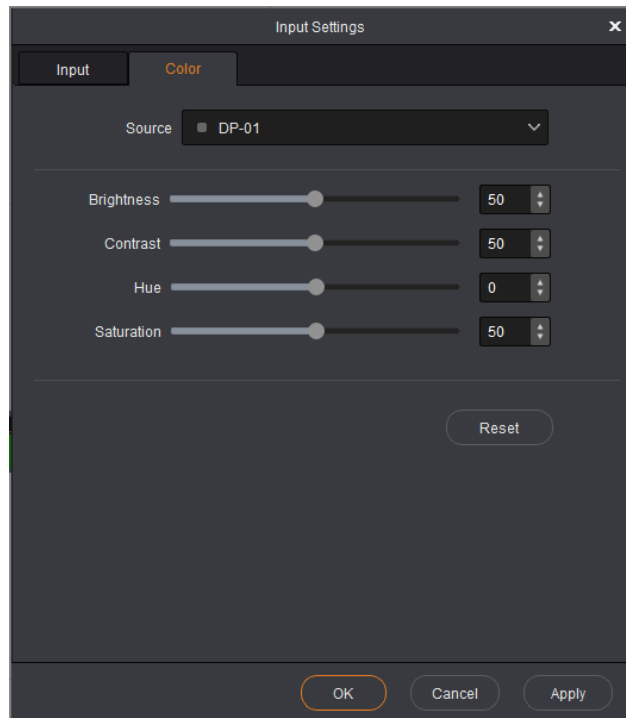 Input Settings
Input Color
Source DP-01
Brightness 50
Contrast 50
Hue 0
Saturation 50
Reset
OK Cancel Apply